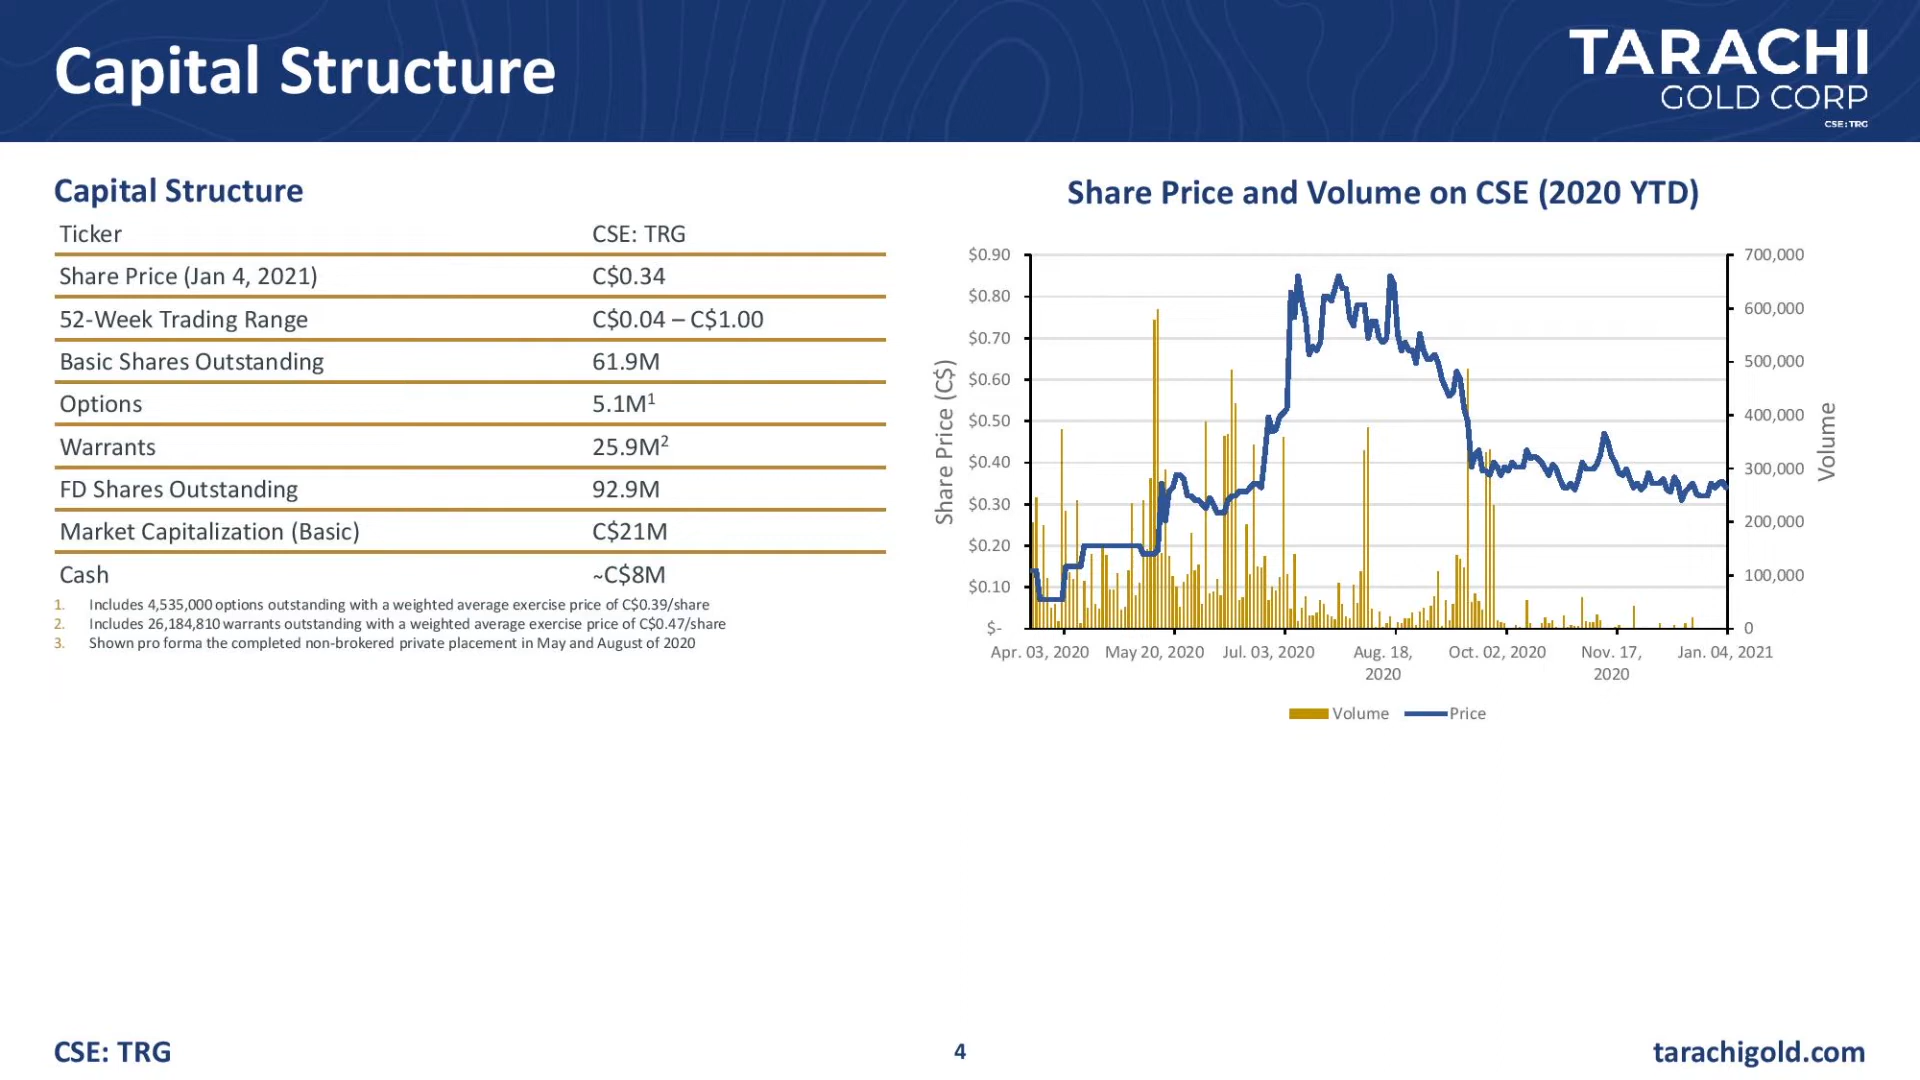 Capital Structure
TARACHI
GOLD CORP
CSE: TRG
Capital Structure
Ticker CSE: TRG
Share Price (Jan 4, 2021) C$0.34
52-Week Trading Range C$0.04 – C$1.00
Basic Shares Outstanding 61.9M
Options 5.1M1
Warrants 25.9M2
FD Shares Outstanding 92.9M
Market Capitalization (Basic) C$21M
Cash ~C$8M
1. Includes 4,535,000 options outstanding with a weighted average exercise price of C$0.39/share
2. Includes 26,184,810 warrants outstanding with a weighted average exercise price of C$0.47/share
3. Shown pro forma the completed non-brokered private placement in May and August of 2020
Share Price and Volume on CSE (2020 YTD)
Share Price (C$)
$0.90
$0.80
$0.70
$0.60
$0.50
$0.40
$0.30
$0.20
$0.10
$-
700,000
600,000
500,000
400,000
300,000
200,000
100,000
0
Volume
Apr. 03, 2020 May 20, 2020 Jul. 03, 2020 Aug. 18, Oct. 02, 2020 Nov. 17, Jan. 04, 2021
2020 2020
Volume Price
CSE: TRG 4 tarachigold.com